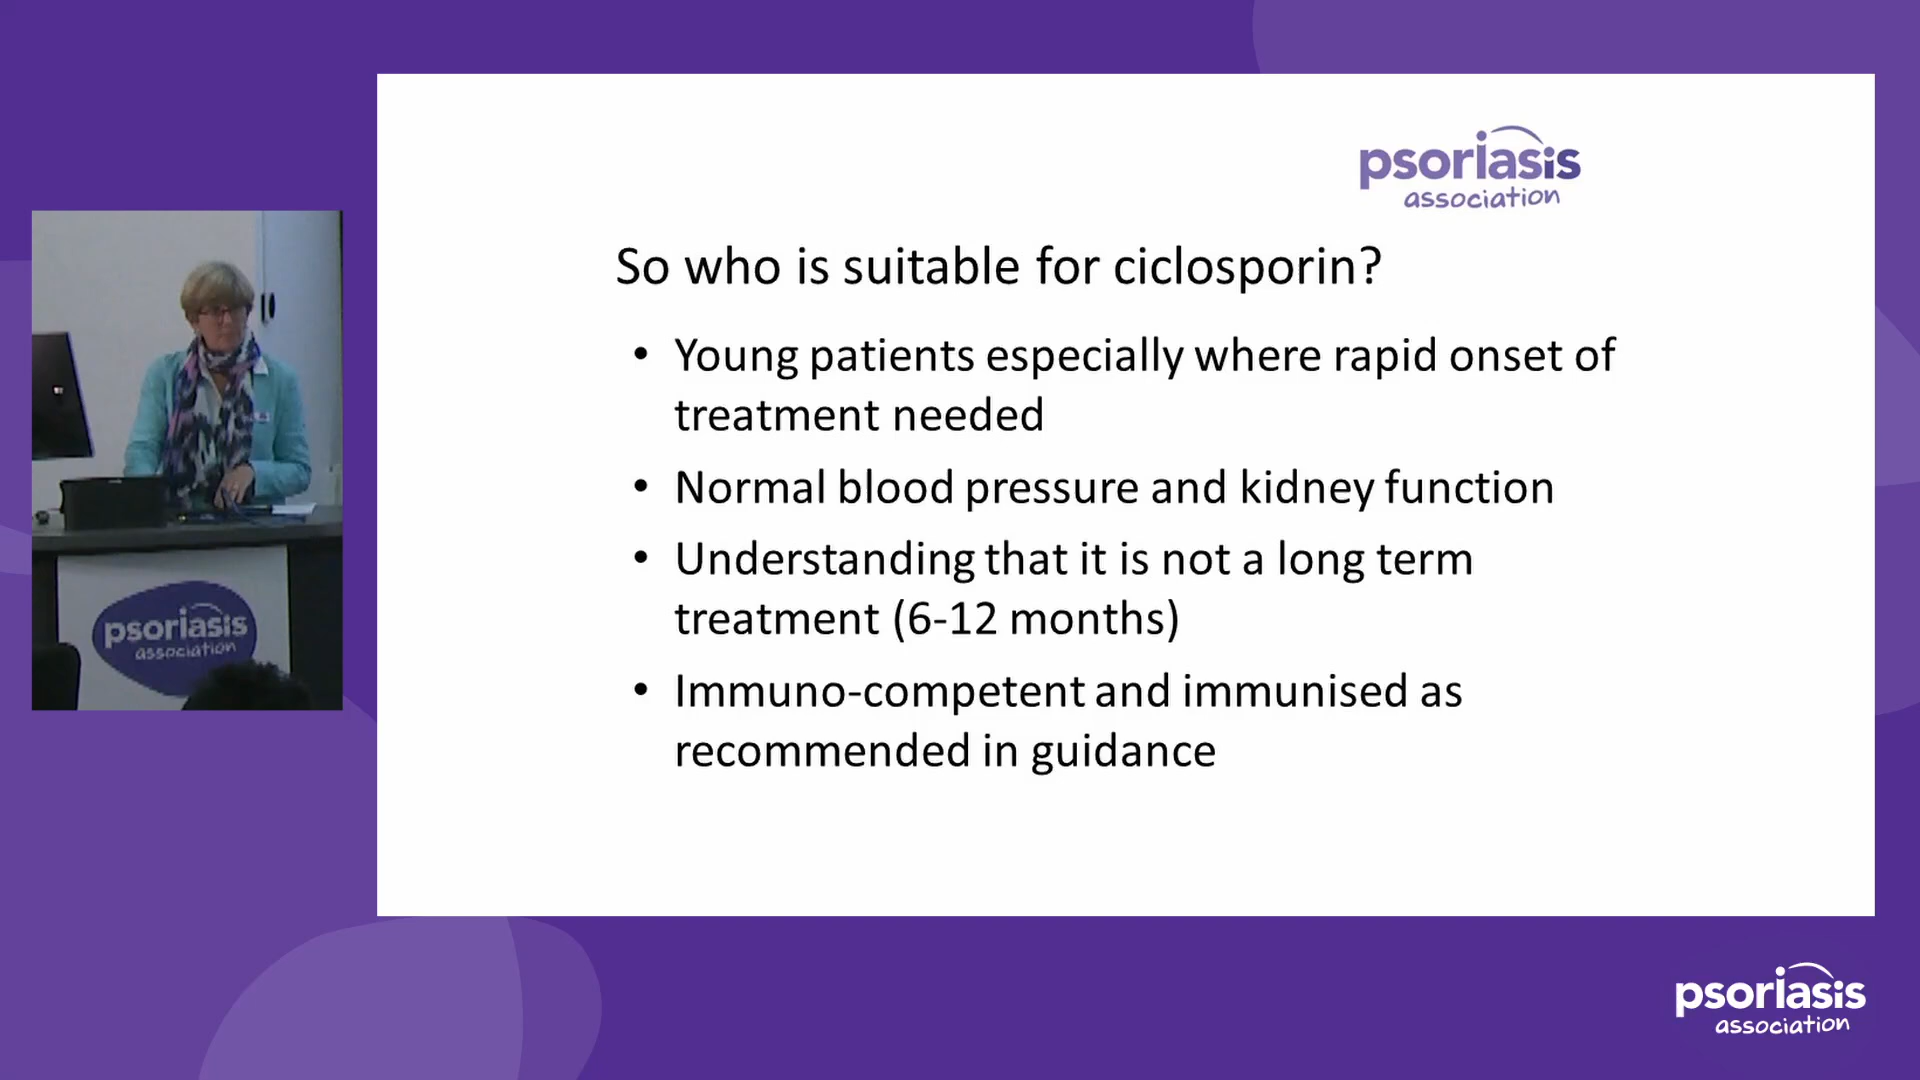 psoriasis
association
So who is suitable for ciclosporin?
• Young patients especially where rapid onset of
treatment needed
• Normal blood pressure and kidney function
• Understanding that it is not a long term
treatment (6-12 months)
• Immuno-competent and immunised as
recommended in guidance
psoriasis
association
psoriasis
association